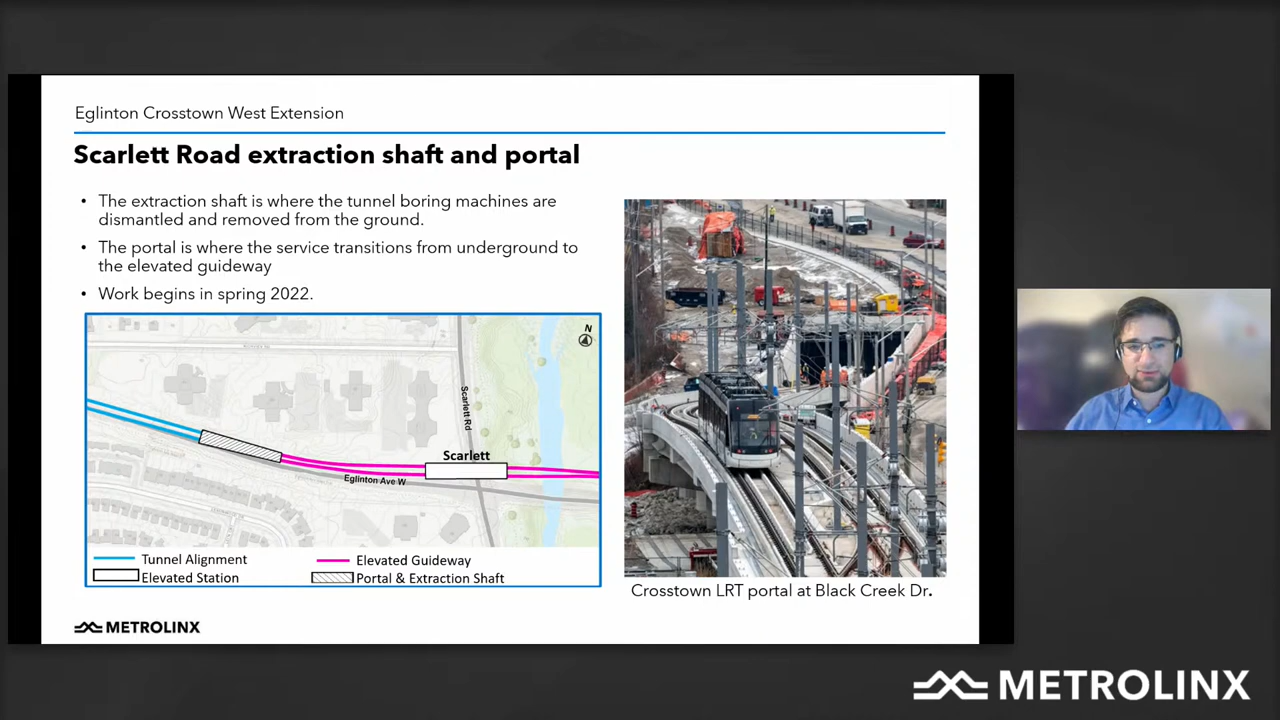 Eglinton Crosstown West Extension
Scarlett Road extraction shaft and portal
• The extraction shaft is where the tunnel boring machines are
dismantled and removed from the ground.
• The portal is where the service transitions from underground to
the elevated guideway
• Work begins in spring 2022.
N
Scarlett Rd
Scarlett
Eglinton Ave W
Tunnel Alignment
Elevated Guideway
Elevated Station
Portal & Extraction Shaft
Crosstown LRT portal at Black Creek Dr.
METROLINX
METROLINX